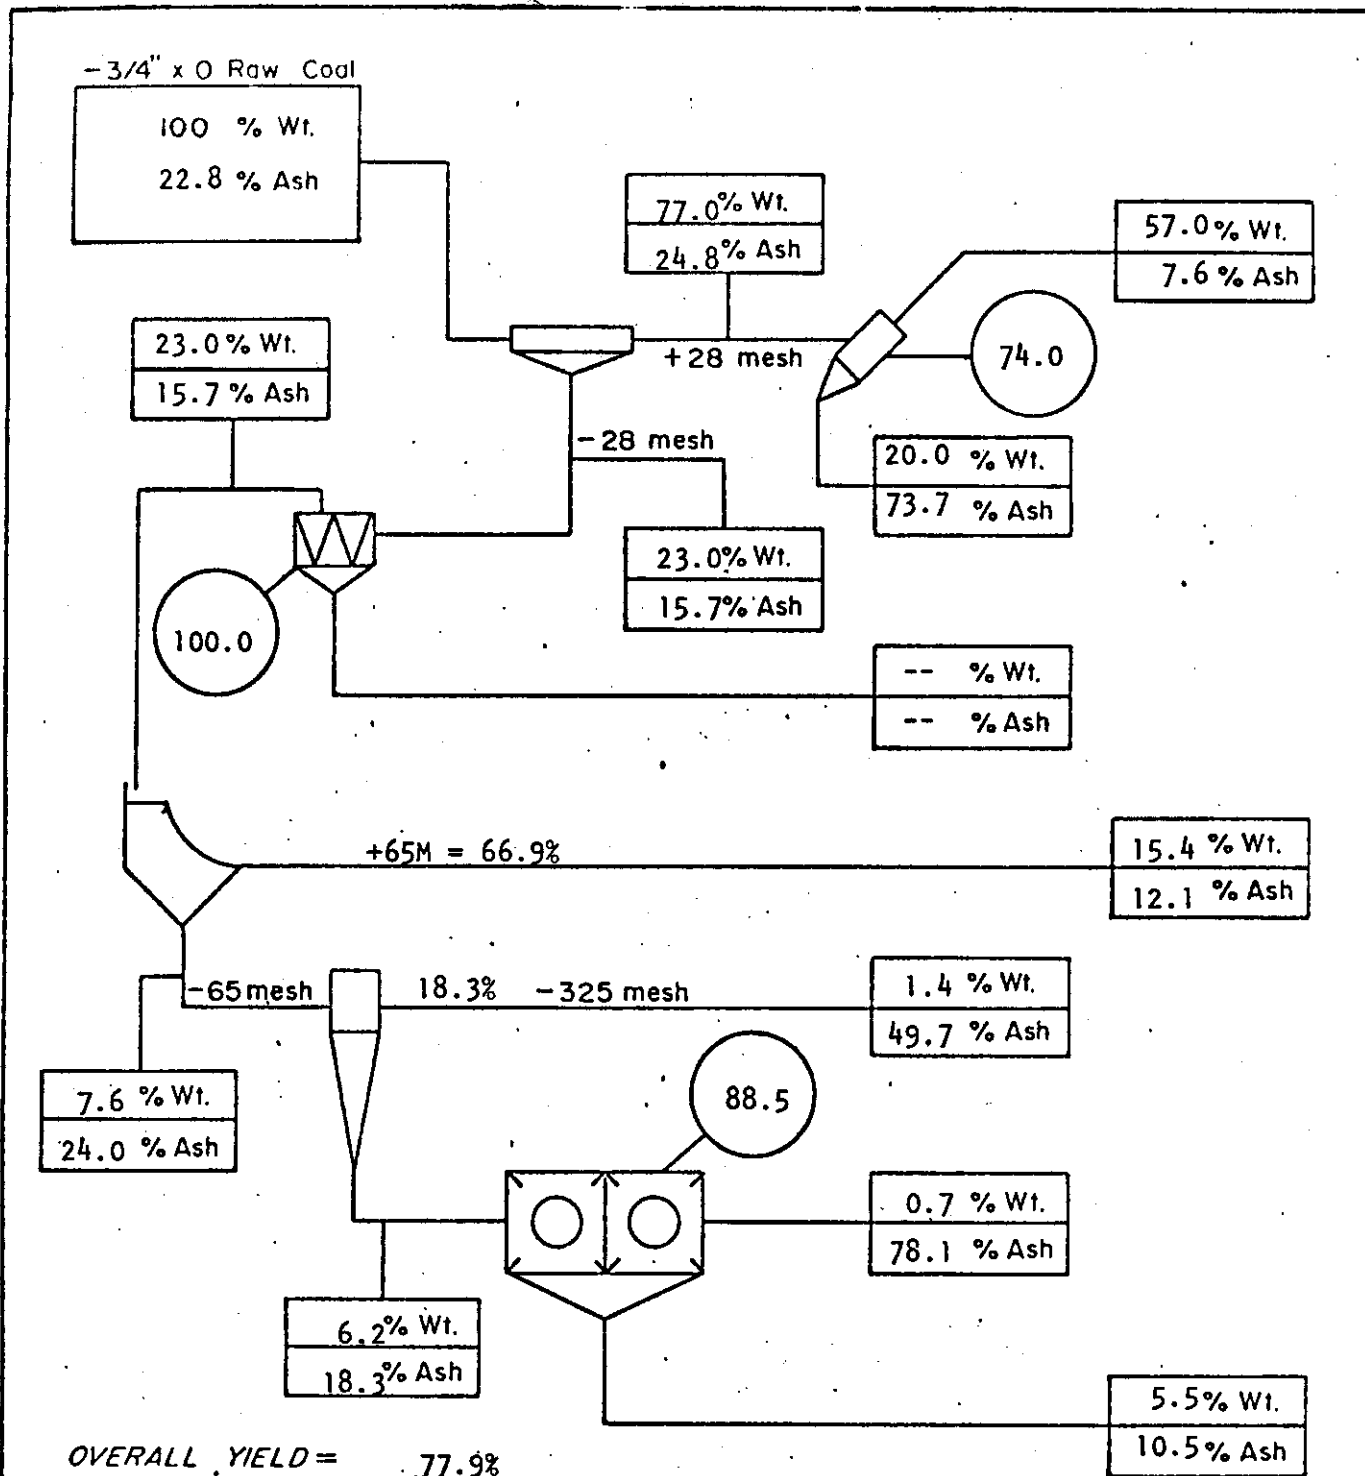 -3/4" x 0 Raw Coal
100 % Wt.
22.8 % Ash
77.0% Wt.
24.8% Ash
57.0% Wt.
7.6% Ash
23.0% Wt.
15.7% Ash
+28 mesh
74.0
-28 mesh
20.0 % Wt.
73.7 % Ash
23.0% Wt.
15.7% Ash
100.0
-- % Wt.
-- % Ash
+65M = 66.9%
15.4 % Wt.
12.1 % Ash
-65 mesh
18.3% -325 mesh
1.4 % Wt.
49.7 % Ash
7.6 % Wt.
24.0 % Ash
88.5
0.7 % Wt.
78.1 % Ash
6.2% Wt.
18.3% Ash
5.5% Wt.
10.5% Ash
OVERALL YIELD = 77.9%